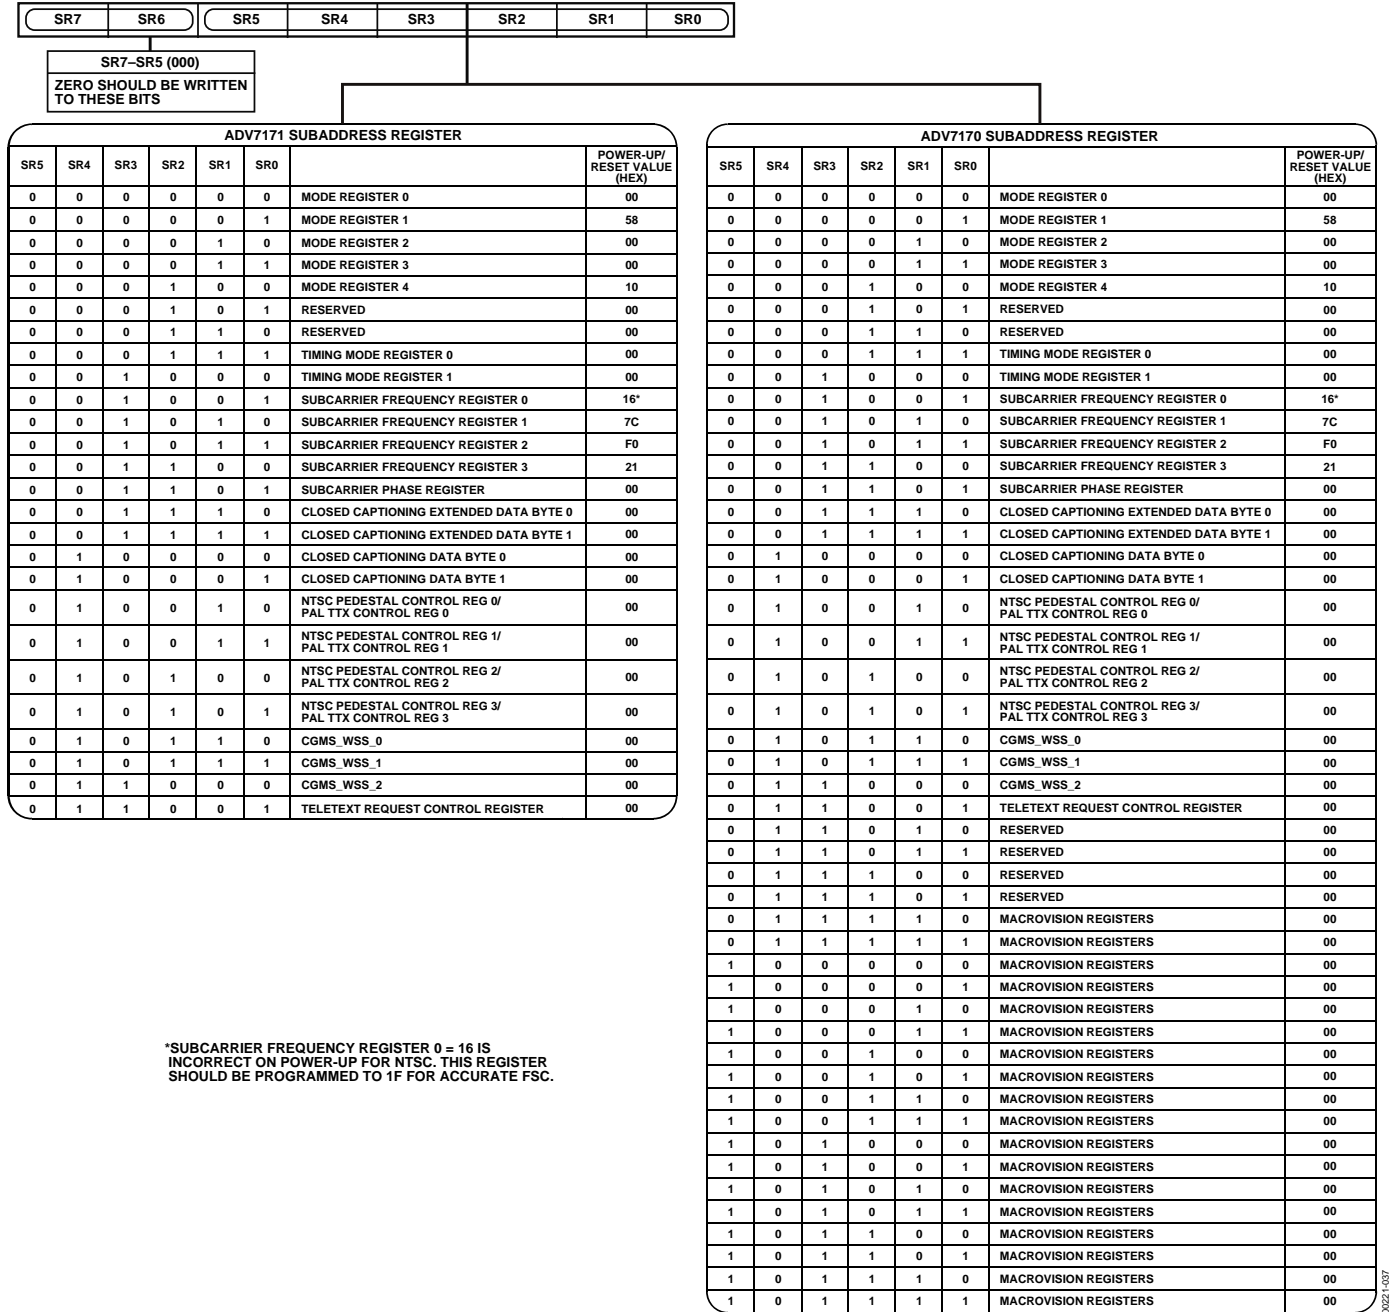 SR7 SR6 SR5 SR4 SR3 SR2 SR1 SR0
SR7–SR5 (000)
ZERO SHOULD BE WRITTEN
TO THESE BITS
ADV7171 SUBADDRESS REGISTER
SR5 SR4 SR3 SR2 SR1 SR0 POWER-UP/
RESET VALUE
(HEX)
0 0 0 0 0 0 MODE REGISTER 0 00
0 0 0 0 0 1 MODE REGISTER 1 58
0 0 0 0 1 0 MODE REGISTER 2 00
0 0 0 0 1 1 MODE REGISTER 3 00
0 0 0 1 0 0 MODE REGISTER 4 10
0 0 0 1 0 1 RESERVED 00
0 0 0 1 1 0 RESERVED 00
0 0 0 1 1 1 TIMING MODE REGISTER 0 00
0 0 1 0 0 0 TIMING MODE REGISTER 1 00
0 0 1 0 0 1 SUBCARRIER FREQUENCY REGISTER 0 16*
0 0 1 0 1 0 SUBCARRIER FREQUENCY REGISTER 1 7C
0 0 1 0 1 1 SUBCARRIER FREQUENCY REGISTER 2 F0
0 0 1 1 0 0 SUBCARRIER FREQUENCY REGISTER 3 21
0 0 1 1 0 1 SUBCARRIER PHASE REGISTER 00
0 0 1 1 1 0 CLOSED CAPTIONING EXTENDED DATA BYTE 0 00
0 0 1 1 1 1 CLOSED CAPTIONING EXTENDED DATA BYTE 1 00
0 1 0 0 0 0 CLOSED CAPTIONING DATA BYTE 0 00
0 1 0 0 0 1 CLOSED CAPTIONING DATA BYTE 1 00
0 1 0 0 1 0 NTSC PEDESTAL CONTROL REG 0/
PAL TTX CONTROL REG 0 00
0 1 0 0 1 1 NTSC PEDESTAL CONTROL REG 1/
PAL TTX CONTROL REG 1 00
0 1 0 1 0 0 NTSC PEDESTAL CONTROL REG 2/
PAL TTX CONTROL REG 2 00
0 1 0 1 0 1 NTSC PEDESTAL CONTROL REG 3/
PAL TTX CONTROL REG 3 00
0 1 0 1 1 0 CGMS_WSS_0 00
0 1 0 1 1 1 CGMS_WSS_1 00
0 1 1 0 0 0 CGMS_WSS_2 00
0 1 1 0 0 1 TELETEXT REQUEST CONTROL REGISTER 00
*SUBCARRIER FREQUENCY REGISTER 0 = 16 IS
INCORRECT ON POWER-UP FOR NTSC. THIS REGISTER
SHOULD BE PROGRAMMED TO 1F FOR ACCURATE FSC.
ADV7170 SUBADDRESS REGISTER
SR5 SR4 SR3 SR2 SR1 SR0 POWER-UP/
RESET VALUE
(HEX)
0 0 0 0 0 0 MODE REGISTER 0 00
0 0 0 0 0 1 MODE REGISTER 1 58
0 0 0 0 1 0 MODE REGISTER 2 00
0 0 0 0 1 1 MODE REGISTER 3 00
0 0 0 1 0 0 MODE REGISTER 4 10
0 0 0 1 0 1 RESERVED 00
0 0 0 1 1 0 RESERVED 00
0 0 0 1 1 1 TIMING MODE REGISTER 0 00
0 0 1 0 0 0 TIMING MODE REGISTER 1 00
0 0 1 0 0 1 SUBCARRIER FREQUENCY REGISTER 0 16*
0 0 1 0 1 0 SUBCARRIER FREQUENCY REGISTER 1 7C
0 0 1 0 1 1 SUBCARRIER FREQUENCY REGISTER 2 F0
0 0 1 1 0 0 SUBCARRIER FREQUENCY REGISTER 3 21
0 0 1 1 0 1 SUBCARRIER PHASE REGISTER 00
0 0 1 1 1 0 CLOSED CAPTIONING EXTENDED DATA BYTE 0 00
0 0 1 1 1 1 CLOSED CAPTIONING EXTENDED DATA BYTE 1 00
0 1 0 0 0 0 CLOSED CAPTIONING DATA BYTE 0 00
0 1 0 0 0 1 CLOSED CAPTIONING DATA BYTE 1 00
0 1 0 0 1 0 NTSC PEDESTAL CONTROL REG 0/
PAL TTX CONTROL REG 0 00
0 1 0 0 1 1 NTSC PEDESTAL CONTROL REG 1/
PAL TTX CONTROL REG 1 00
0 1 0 1 0 0 NTSC PEDESTAL CONTROL REG 2/
PAL TTX CONTROL REG 2 00
0 1 0 1 0 1 NTSC PEDESTAL CONTROL REG 3/
PAL TTX CONTROL REG 3 00
0 1 0 1 1 0 CGMS_WSS_0 00
0 1 0 1 1 1 CGMS_WSS_1 00
0 1 1 0 0 0 CGMS_WSS_2 00
0 1 1 0 0 1 TELETEXT REQUEST CONTROL REGISTER 00
0 1 1 0 1 0 RESERVED 00
0 1 1 0 1 1 RESERVED 00
0 1 1 1 0 0 RESERVED 00
0 1 1 1 0 1 RESERVED 00
0 1 1 1 1 0 MACROVISION REGISTERS 00
0 1 1 1 1 1 MACROVISION REGISTERS 00
1 0 0 0 0 0 MACROVISION REGISTERS 00
1 0 0 0 0 1 MACROVISION REGISTERS 00
1 0 0 0 1 0 MACROVISION REGISTERS 00
1 0 0 0 1 1 MACROVISION REGISTERS 00
1 0 0 1 0 0 MACROVISION REGISTERS 00
1 0 0 1 0 1 MACROVISION REGISTERS 00
1 0 0 1 1 0 MACROVISION REGISTERS 00
1 0 0 1 1 1 MACROVISION REGISTERS 00
1 0 1 0 0 0 MACROVISION REGISTERS 00
1 0 1 0 0 1 MACROVISION REGISTERS 00
1 0 1 0 1 0 MACROVISION REGISTERS 00
1 0 1 0 1 1 MACROVISION REGISTERS 00
1 0 1 1 0 0 MACROVISION REGISTERS 00
1 0 1 1 0 1 MACROVISION REGISTERS 00
1 0 1 1 1 0 MACROVISION REGISTERS 00
1 0 1 1 1 1 MACROVISION REGISTERS 00
00221-037